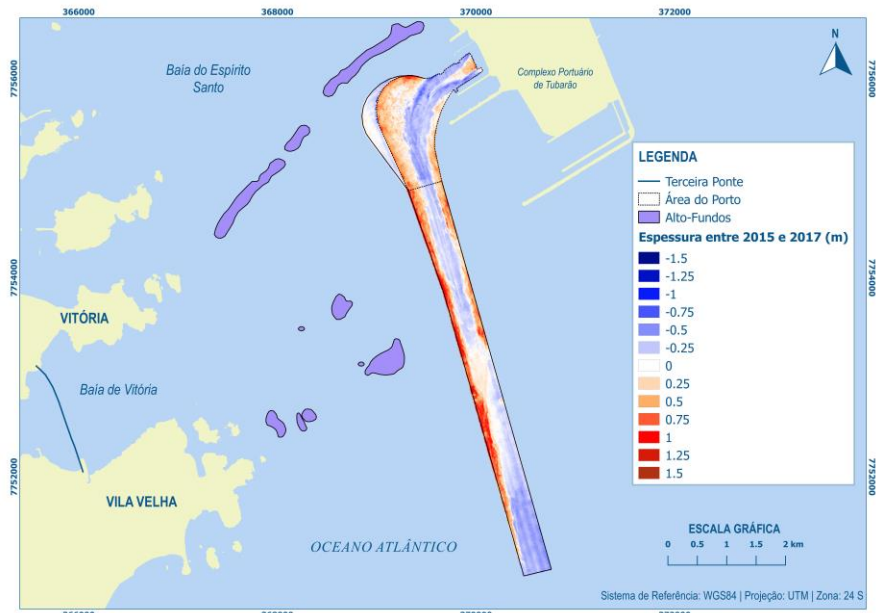 366000
368000
370000
372000
7756000
7756000
Baía do Espírito
Santo
Complexo Portuário
de Tubarão
N
LEGENDA
Terceira Ponte
Área do Porto
Alto-Fundos
Espessura entre 2015 e 2017 (m)
-1.5
-1.25
-1
-0.75
-0.5
-0.25
0
0.25
0.5
0.75
1
1.25
1.5
7754000
7754000
VITÓRIA
Baía de Vitória
7752000
7752000
VILA VELHA
OCEANO ATLÂNTICO
ESCALA GRÁFICA
0 0.5 1 1.5 2 km
Sistema de Referência: WGS84 | Projeção: UTM | Zona: 24 S